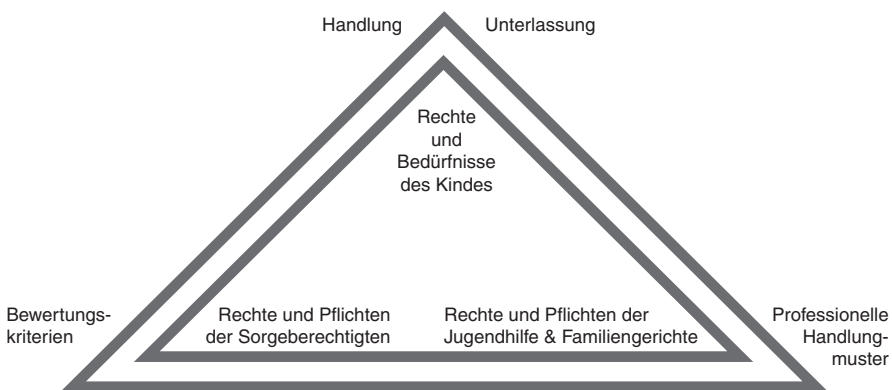 Handlung
Unterlassung
Rechte
und
Bedürfnisse
des Kindes
Bewertungs-
kriterien
Rechte und Pflichten
der Sorgeberechtigten
Rechte und Pflichten der
Jugendhilfe & Familiengerichte
Professionelle
Handlung-
muster